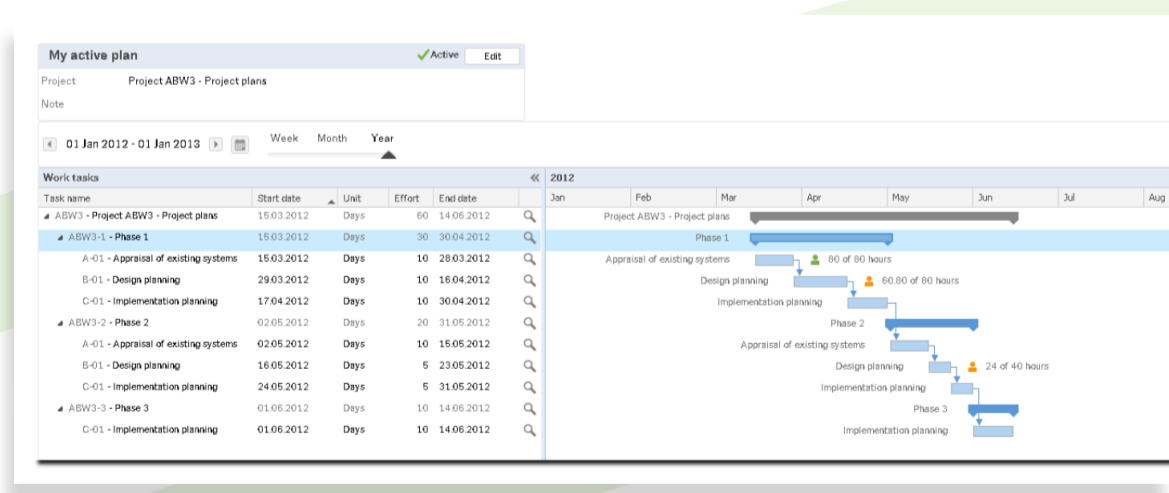 My active plan Active Edit
Project Project ABW3 - Project plans
Note
01 Jan 2012 - 01 Jan 2013 Week Month Year
Work tasks 2012
Task name Start date Unit Effort End date Jan Feb Mar Apr May Jun Jul Aug
ABW3 - Project ABW3 - Project plans 15.03.2012 Days 60 14.06.2012 Project ABW3 - Project plans
ABW3-1 - Phase 1 15.03.2012 Days 30 30.04.2012 Phase 1
A-01 - Appraisal of existing systems 15.03.2012 Days 10 28.03.2012 Appraisal of existing systems 80 of 80 hours
B-01 - Design planning 29.03.2012 Days 10 16.04.2012 Design planning 60.80 of 80 hours
C-01 - Implementation planning 17.04.2012 Days 10 30.04.2012 Implementation planning
ABW3-2 - Phase 2 02.05.2012 Days 20 31.05.2012 Phase 2
A-01 - Appraisal of existing systems 02.05.2012 Days 10 15.05.2012 Appraisal of existing systems
B-01 - Design planning 16.05.2012 Days 5 23.05.2012 Design planning 24 of 40 hours
C-01 - Implementation planning 24.05.2012 Days 5 31.05.2012 Implementation planning
ABW3-3 - Phase 3 01.06.2012 Days 10 14.06.2012 Phase 3
C-01 - Implementation planning 01.06.2012 Days 10 14.06.2012 Implementation planning